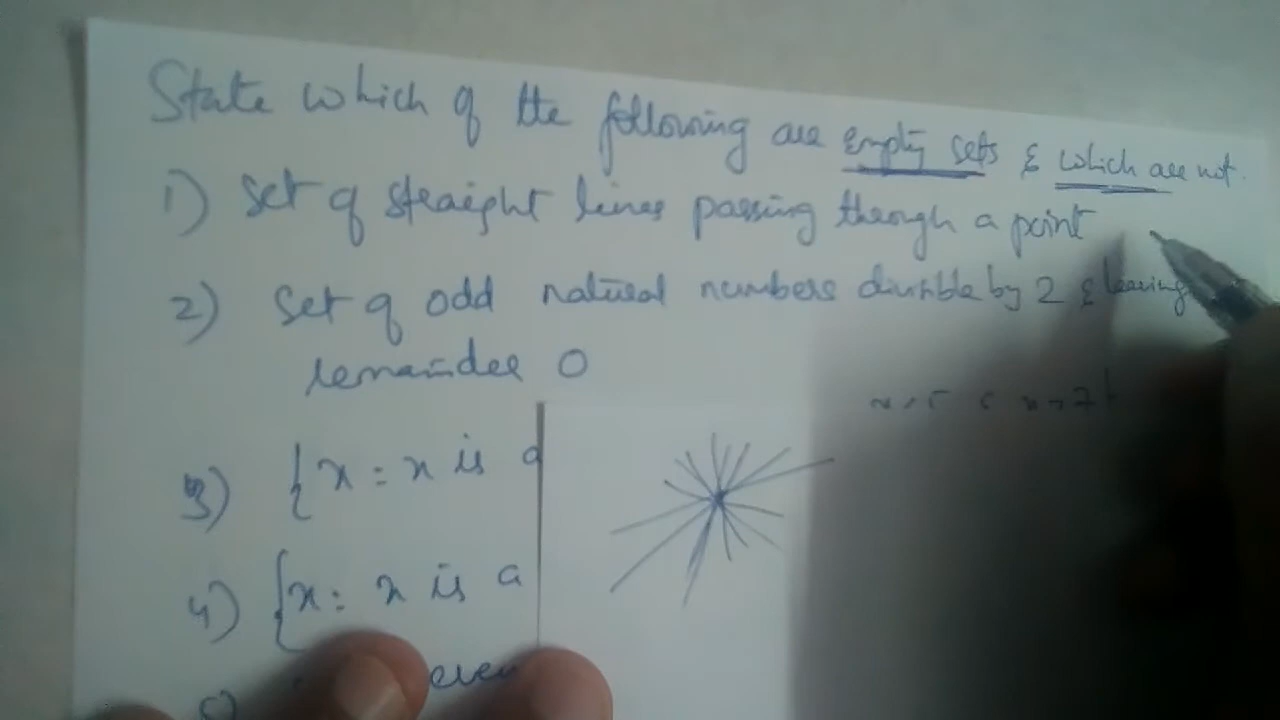 State which of the following are empty sets & which are not.
1) Set of straight lines passing through a point
2) Set of odd natural numbers divisible by 2 & leaving
remainder 0
3) {x : x is a
4) {x : x is a
5) even